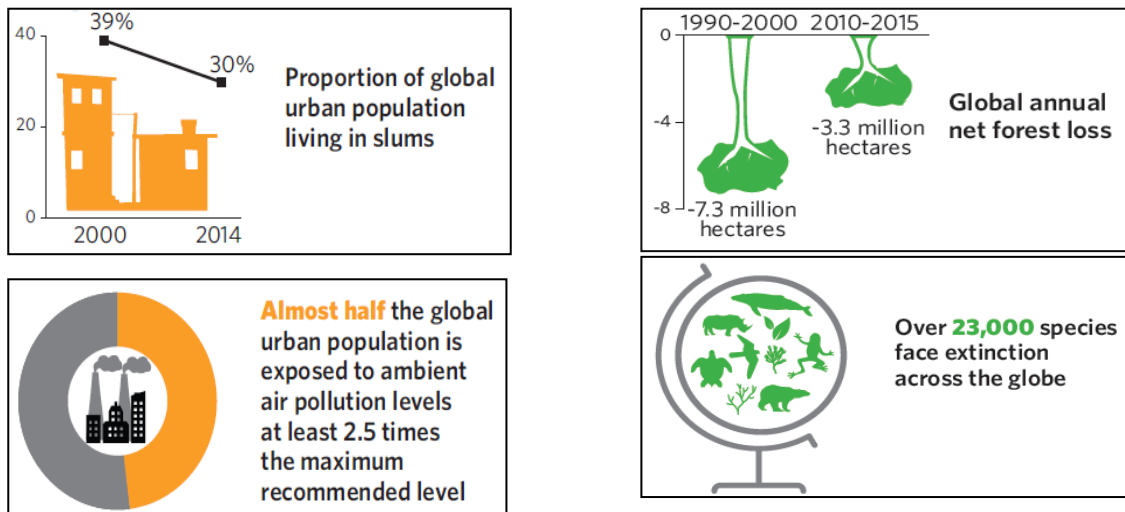 39%
40
30%
20
0
2000 2014
Proportion of global
urban population
living in slums
1990-2000 2010-2015
0
-4
-8
-3.3 million
hectares
-7.3 million
hectares
Global annual
net forest loss
Almost half the global
urban population is
exposed to ambient
air pollution levels
at least 2.5 times
the maximum
recommended level
Over 23,000 species
face extinction
across the globe